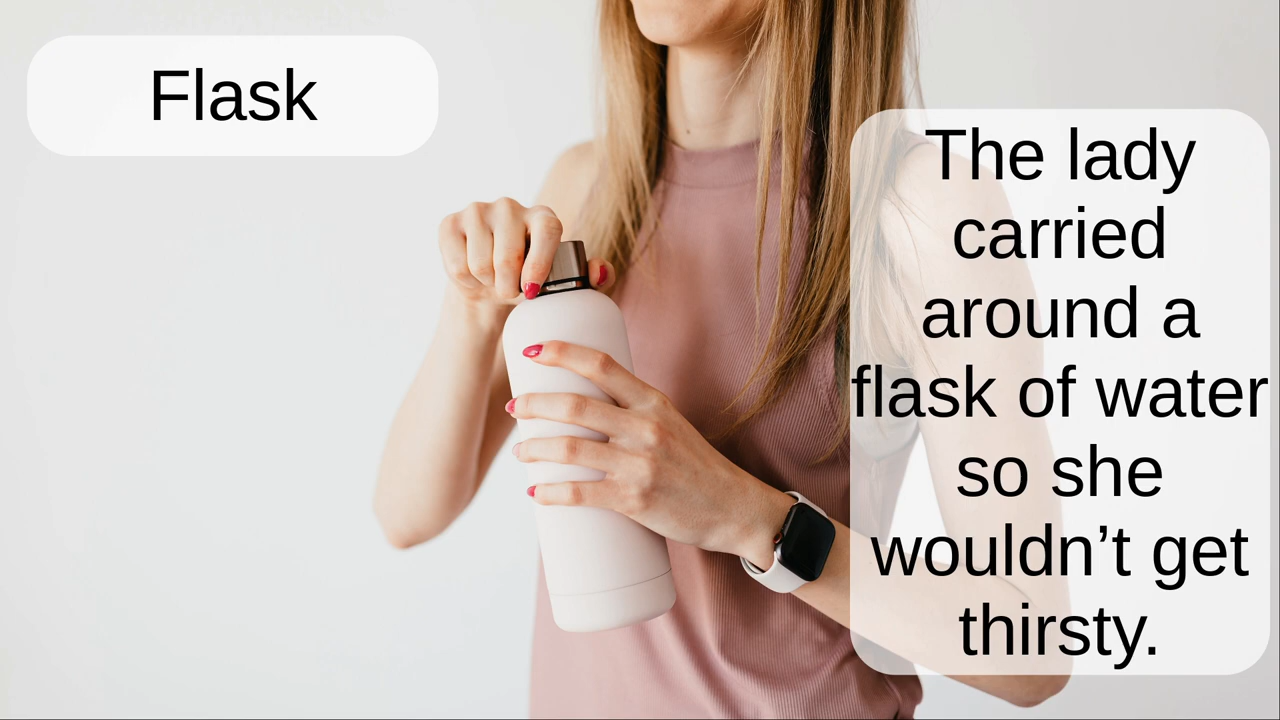 Flask
The lady
carried
around a
flask of water
so she
wouldn’t get
thirsty.